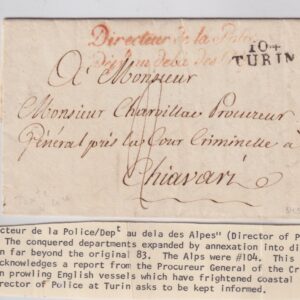 Directeur de la Police
Dép.^t au delà des Alpes
104
TURIN
A Monsieur
Monsieur Charvillac Procureur
Général près la Cour Criminelle à
Chiavari
cteur de la Police/Dept au dela des Alpes" (Director of P
The conquered departments expanded by annexation into di
n far beyond the original 83. The Alps were #104. This
acknowledges a report from the Procureur General of the Cr
n prowling English vessels which have frightened coastal
irector of Police at Turin asks to be kept informed.